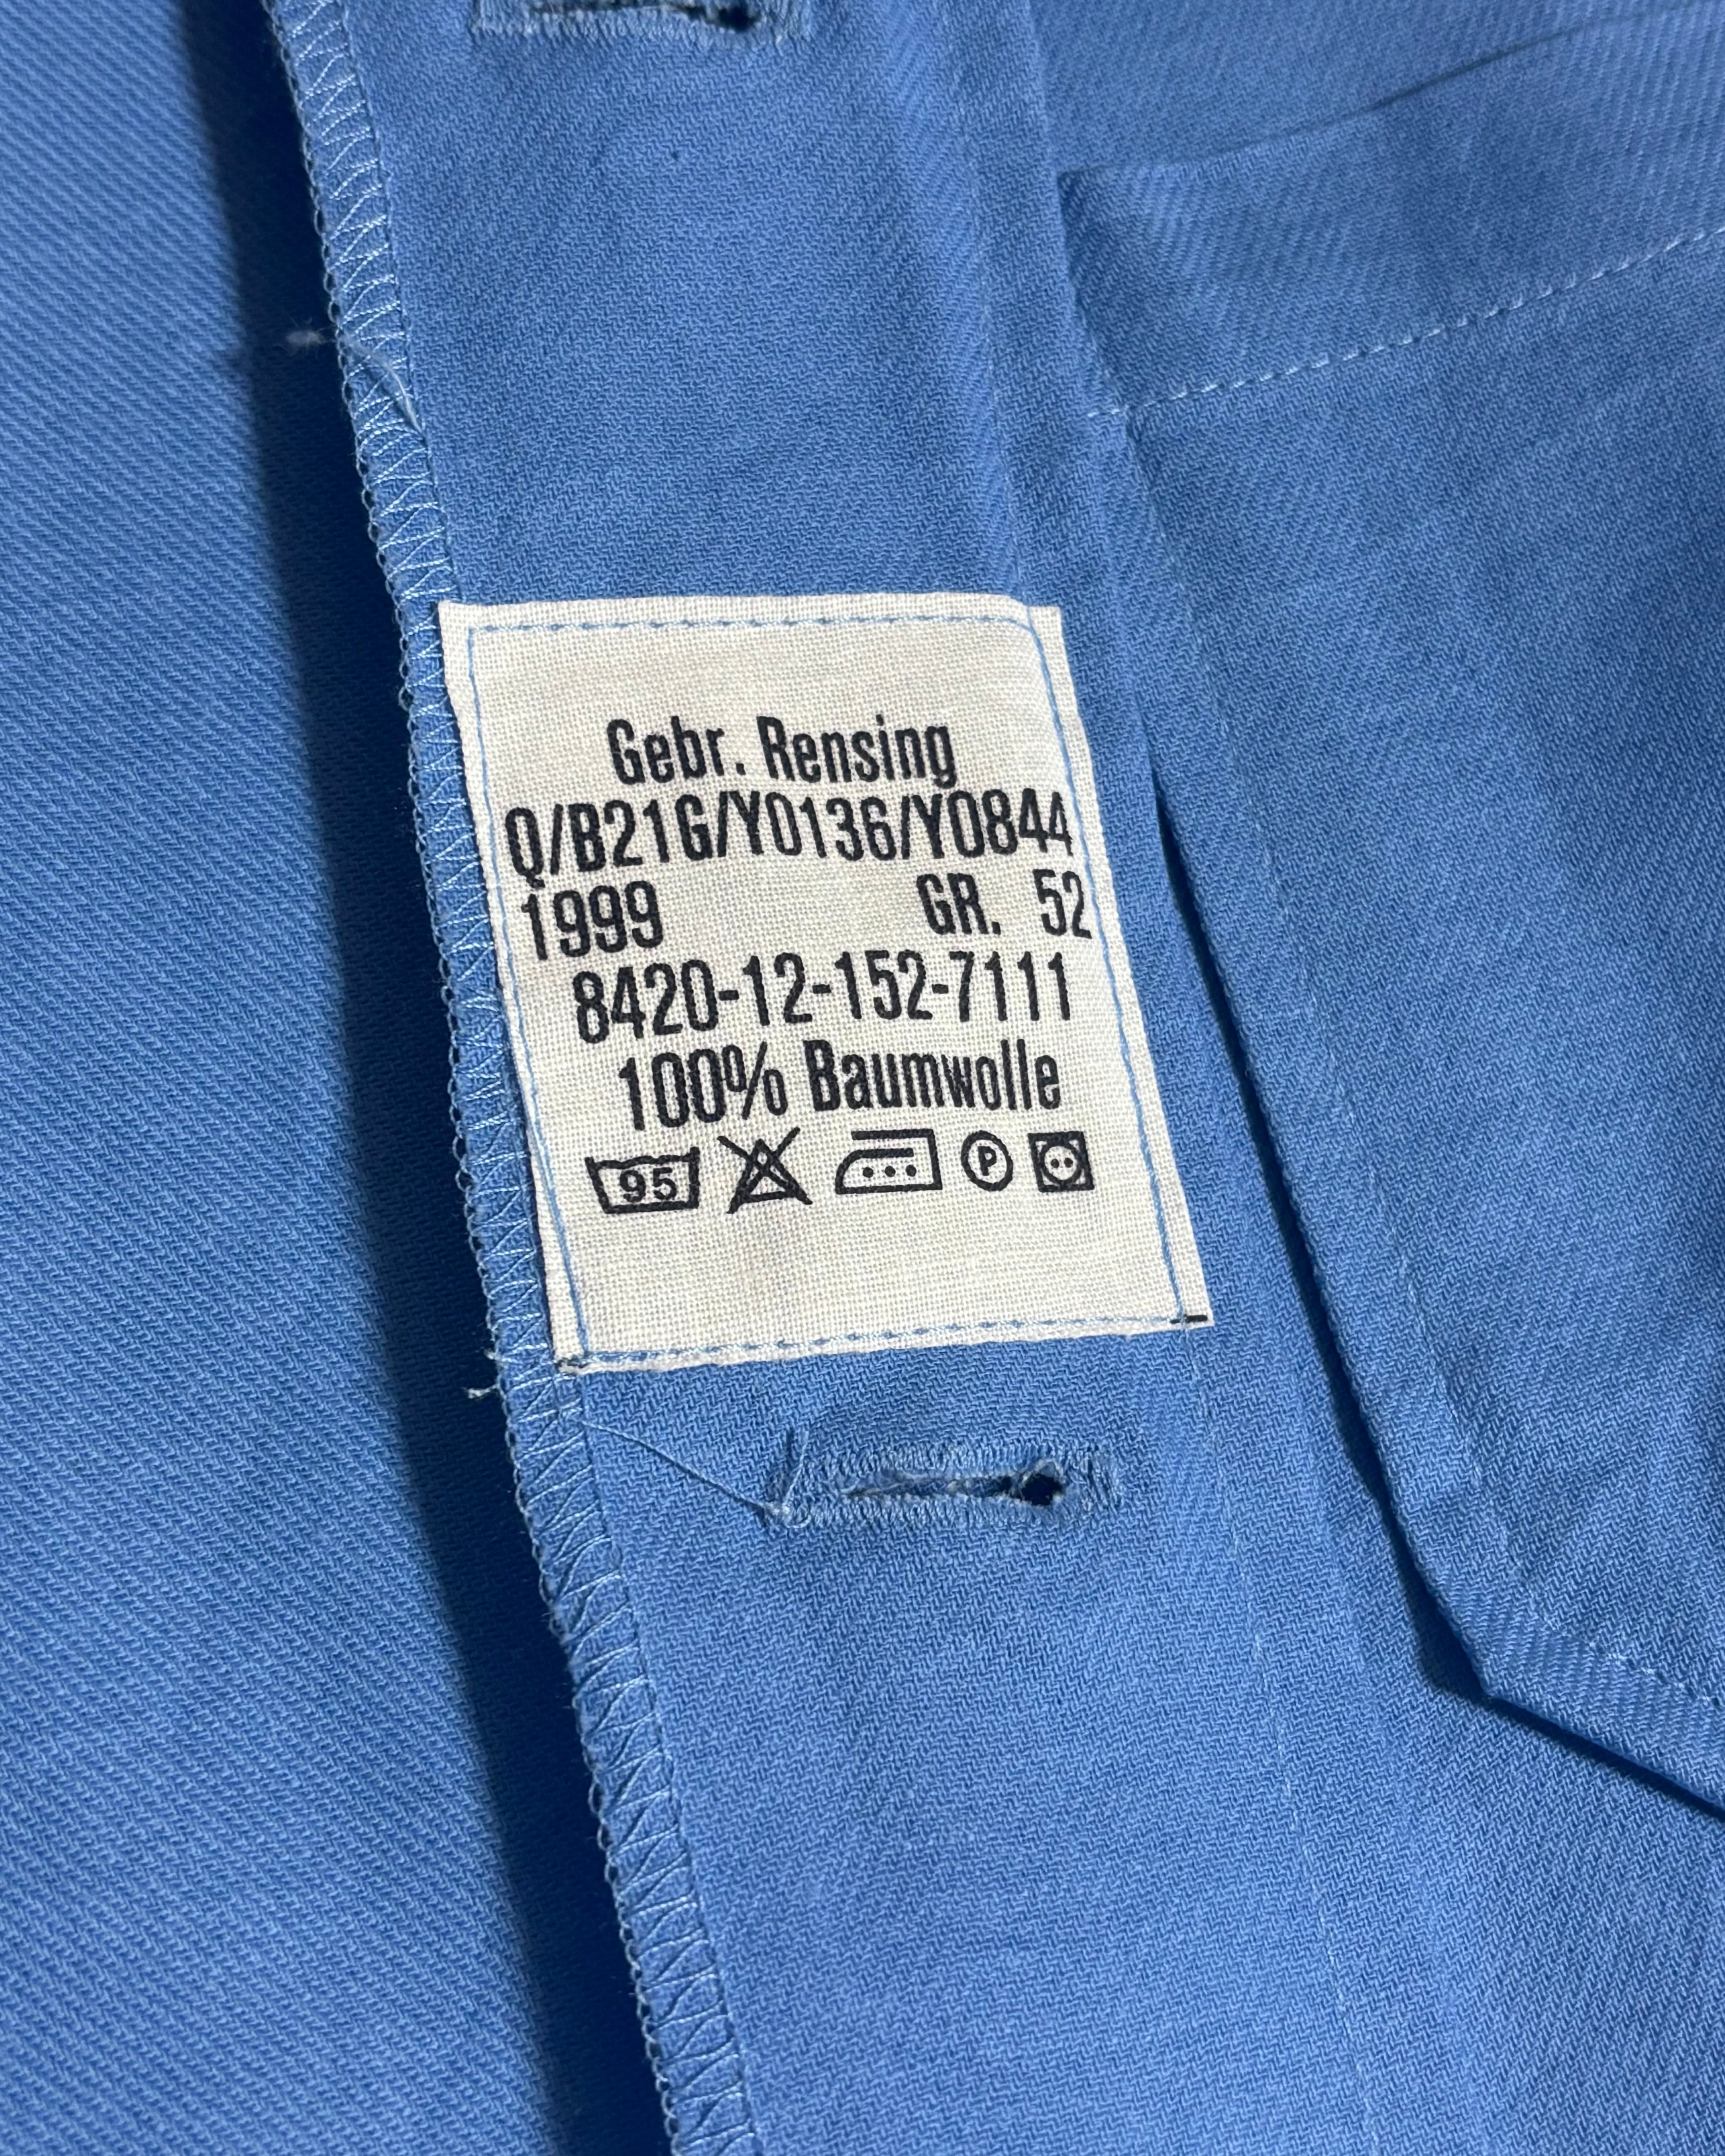 Gebr. Rensing
Q/B21G/Y0136/Y0844
1999 GR. 52
8420-12-152-7111
100% Baumwolle
95 P